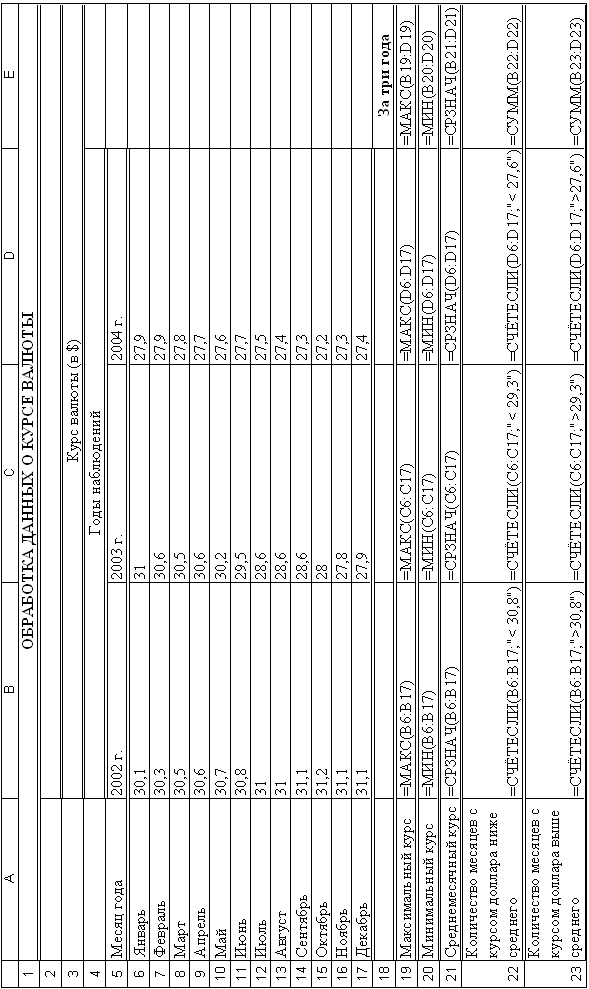 A B C D E
1 ОБРАБОТКА ДАННЫХ О КУРСЕ ВАЛЮТЫ
2
3 Курс валюты (в $)
4 Годы наблюдений
5 Месяц года 2002 г. 2003 г. 2004 г.
6 Январь 30,1 31 27,9
7 Февраль 30,3 30,6 27,9
8 Март 30,5 30,5 27,8
9 Апрель 30,6 30,6 27,7
10 Май 30,7 30,2 27,6
11 Июнь 30,8 29,5 27,7
12 Июль 31 28,6 27,5
13 Август 31 28,6 27,4
14 Сентябрь 31,1 28,6 27,3
15 Октябрь 31,2 28 27,2
16 Ноябрь 31,1 27,8 27,3
17 Декабрь 31,1 27,9 27,4
18 За три года
19 Максимальный курс =МАКС(B6:B17) =МАКС(C6:C17) =МАКС(D6:D17) =МАКС(B19:D19)
20 Минимальный курс =МИН(B6:B17) =МИН(C6:C17) =МИН(D6:D17) =МИН(B20:D20)
21 Среднемесячный курс =СРЗНАЧ(B6:B17) =СРЗНАЧ(C6:C17) =СРЗНАЧ(D6:D17) =СРЗНАЧ(B21:D21)
Количество месяцев с
курсом доллара ниже
22 среднего =СЧЁТЕСЛИ(B6:B17;"< 30,8") =СЧЁТЕСЛИ(C6:C17;"< 29,3") =СЧЁТЕСЛИ(D6:D17;"< 27,6") =СУММ(B22:D22)
Количество месяцев с
курсом доллара выше
23 среднего =СЧЁТЕСЛИ(B6:B17;">30,8") =СЧЁТЕСЛИ(C6:C17;">29,3") =СЧЁТЕСЛИ(D6:D17;">27,6") =СУММ(B23:D23)